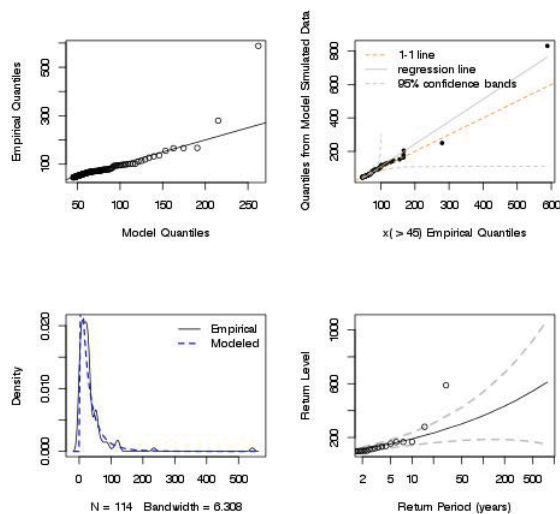 Empirical Quantiles
100
300
500
50
100
150
200
250
Model Quantiles
Quantiles from Model Simulated Data
200
400
600
800
1-1 line
regression line
95% confidence bands
100
200
300
400
500
600
x( > 45) Empirical Quantiles
Density
0.000
0.010
0.020
Empirical
Modeled
0
100
200
300
400
500
N = 114 Bandwidth = 6.308
Return Level
200
600
1000
2
5
10
50
200
500
Return Period (years)